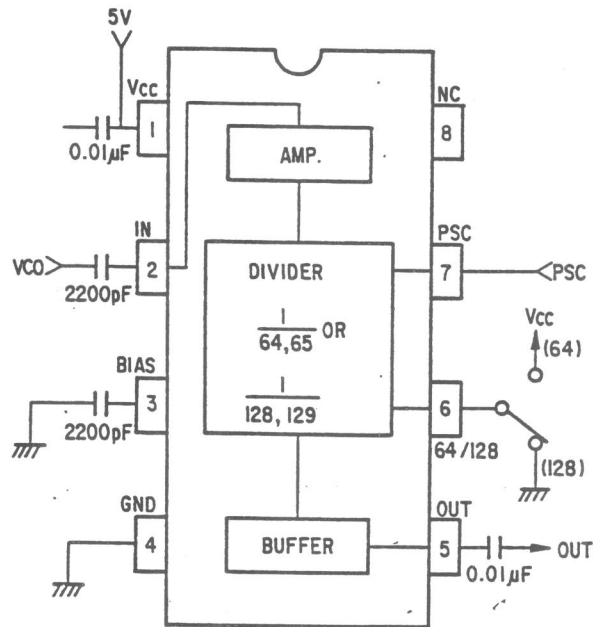 5V
Vcc
1
0.01µF
NC
8
AMP.
IN
VCO
2
2200pF
DIVIDER
1
64,65 OR
1
128,129
PSC
7
PSC
Vcc
(64)
BIAS
3
2200pF
6
64/128
(128)
GND
4
BUFFER
OUT
5
OUT
0.01µF